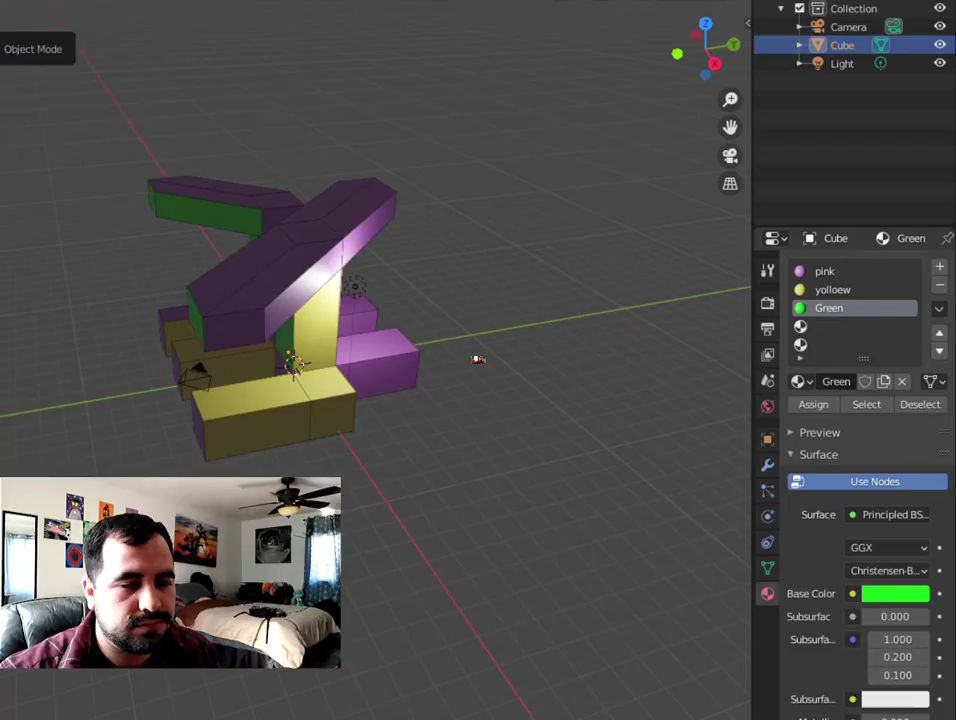 Collection
Object Mode
Camera
Cube
Light
Z
Y
X
Cube
Green
pink
yolloew
Green
Green
Assign
Select
Deselect
Preview
Surface
Use Nodes
Surface
Principled BS...
GGX
Christensen-B...
Base Color
Subsurfac
0.000
Subsurfa...
1.000
0.200
0.100
Subsurfa...